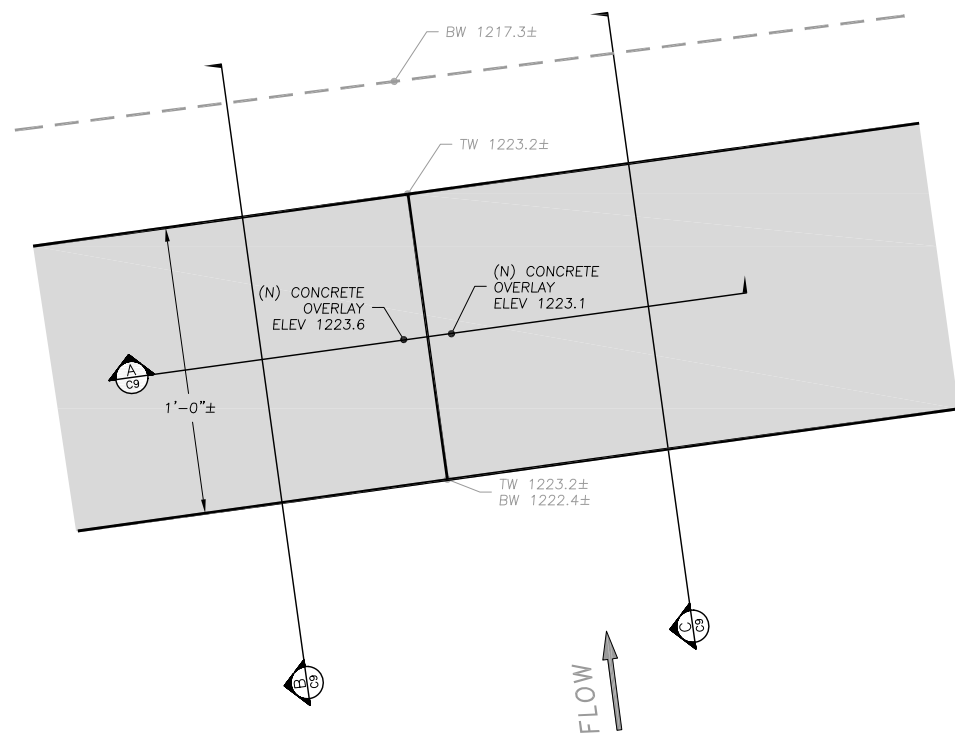 BW 1217.3±
TW 1223.2±
(N) CONCRETE
OVERLAY
ELEV 1223.6
(N) CONCRETE
OVERLAY
ELEV 1223.1
A
C9
1'-0"±
TW 1223.2±
BW 1222.4±
C
C9
B
C9
FLOW